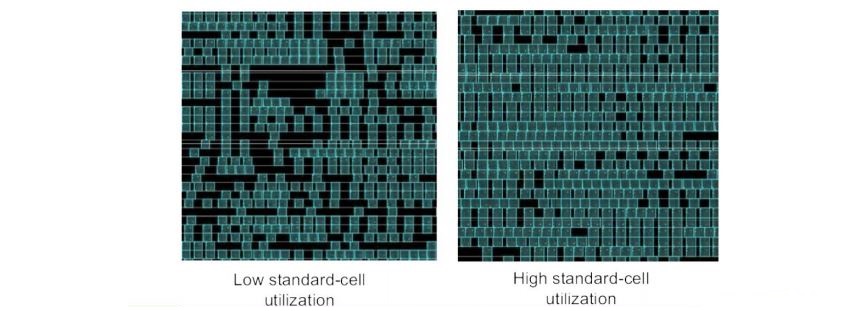 Low standard-cell
utilization
High standard-cell
utilization